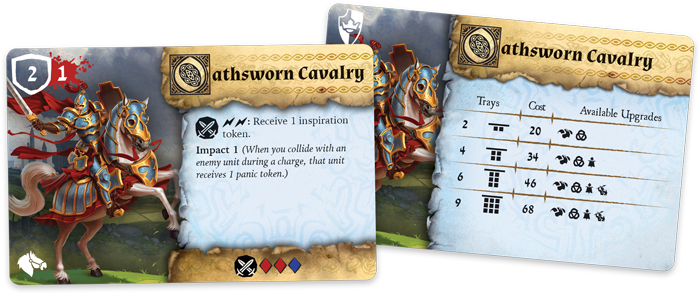 2 1
Oathsworn Cavalry
: Receive 1 inspiration
token.
Impact 1 (When you collide with an
enemy unit during a charge, that unit
receives 1 panic token.)
Oathsworn Cavalry
Trays Cost Available Upgrades
2 20
4 34
6 46
9 68